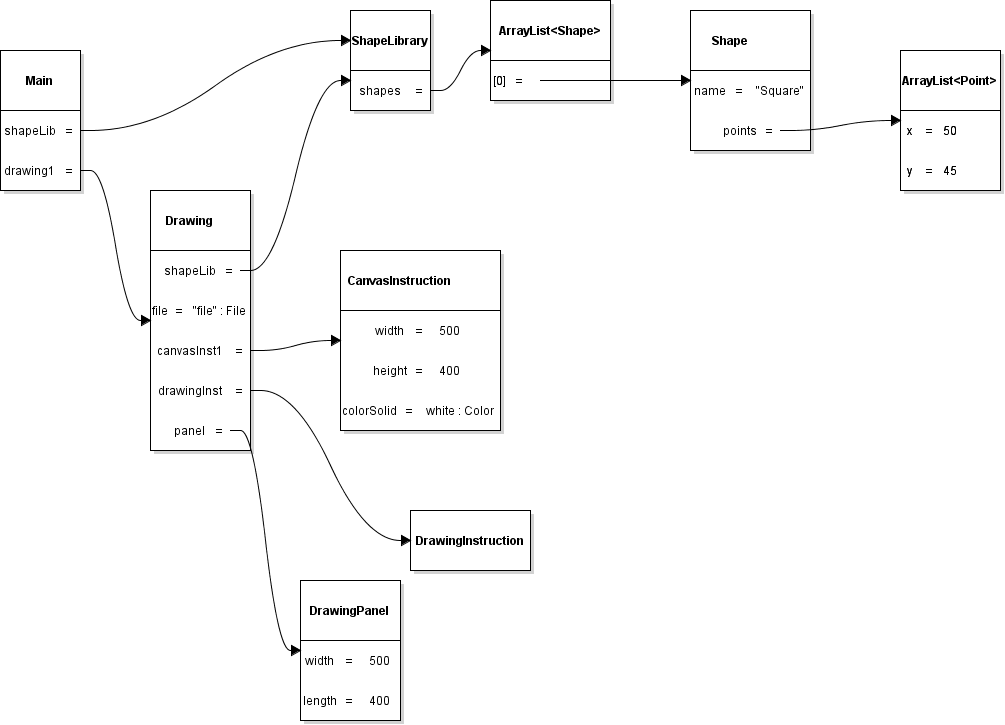 Main
shapeLib =
drawing1 =
ShapeLibrary
shapes =
ArrayList<Shape>
[0] =
Shape
name = "Square"
points =
ArrayList<Point>
x = 50
y = 45
Drawing
shapeLib =
file = "file" : File
canvasInst1 =
drawingInst =
panel =
CanvasInstruction
width = 500
height = 400
colorSolid = white : Color
DrawingInstruction
DrawingPanel
width = 500
length = 400